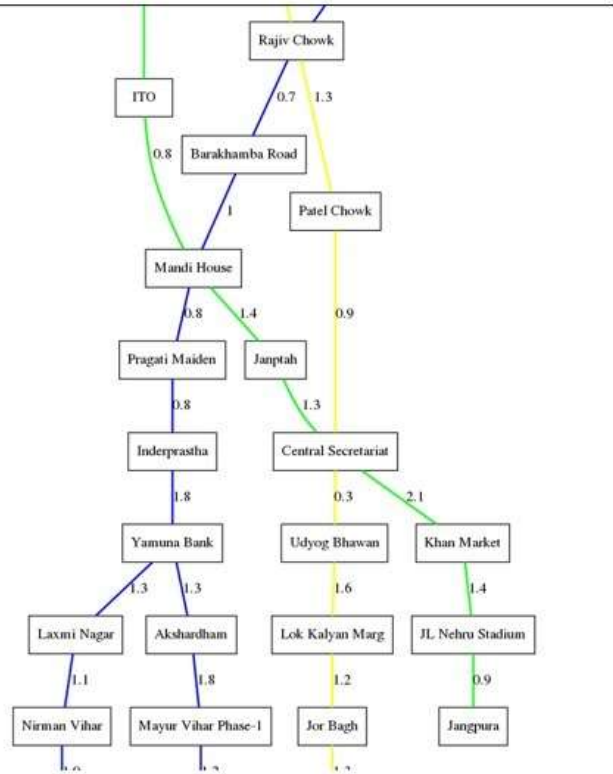 Rajiv Chowk
ITO
0.7
1.3
0.8
Barakhamba Road
1
Patel Chowk
Mandi House
0.8
1.4
0.9
Pragati Maiden
Janptah
0.8
1.3
Inderprastha
Central Secretariat
1.8
0.3
2.1
Yamuna Bank
Udyog Bhawan
Khan Market
1.3
1.3
1.6
1.4
Laxmi Nagar
Akshardham
Lok Kalyan Marg
JL Nehru Stadium
1.1
1.8
1.2
0.9
Nirman Vihar
Mayur Vihar Phase-1
Jor Bagh
Jangpura